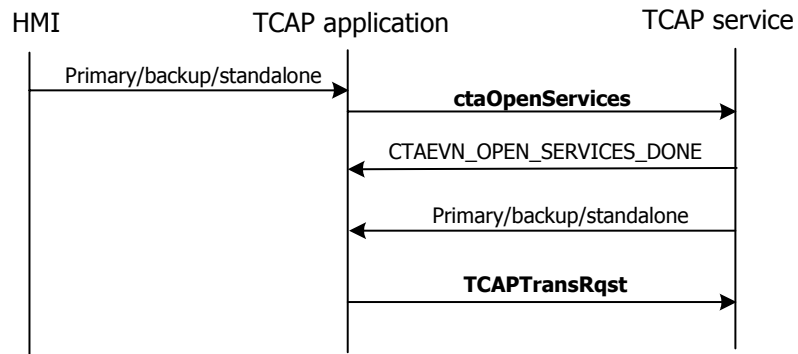 HMI
TCAP application
TCAP service
Primary/backup/standalone
ctaOpenServices
CTAEVN_OPEN_SERVICES_DONE
Primary/backup/standalone
TCAPTransRqst